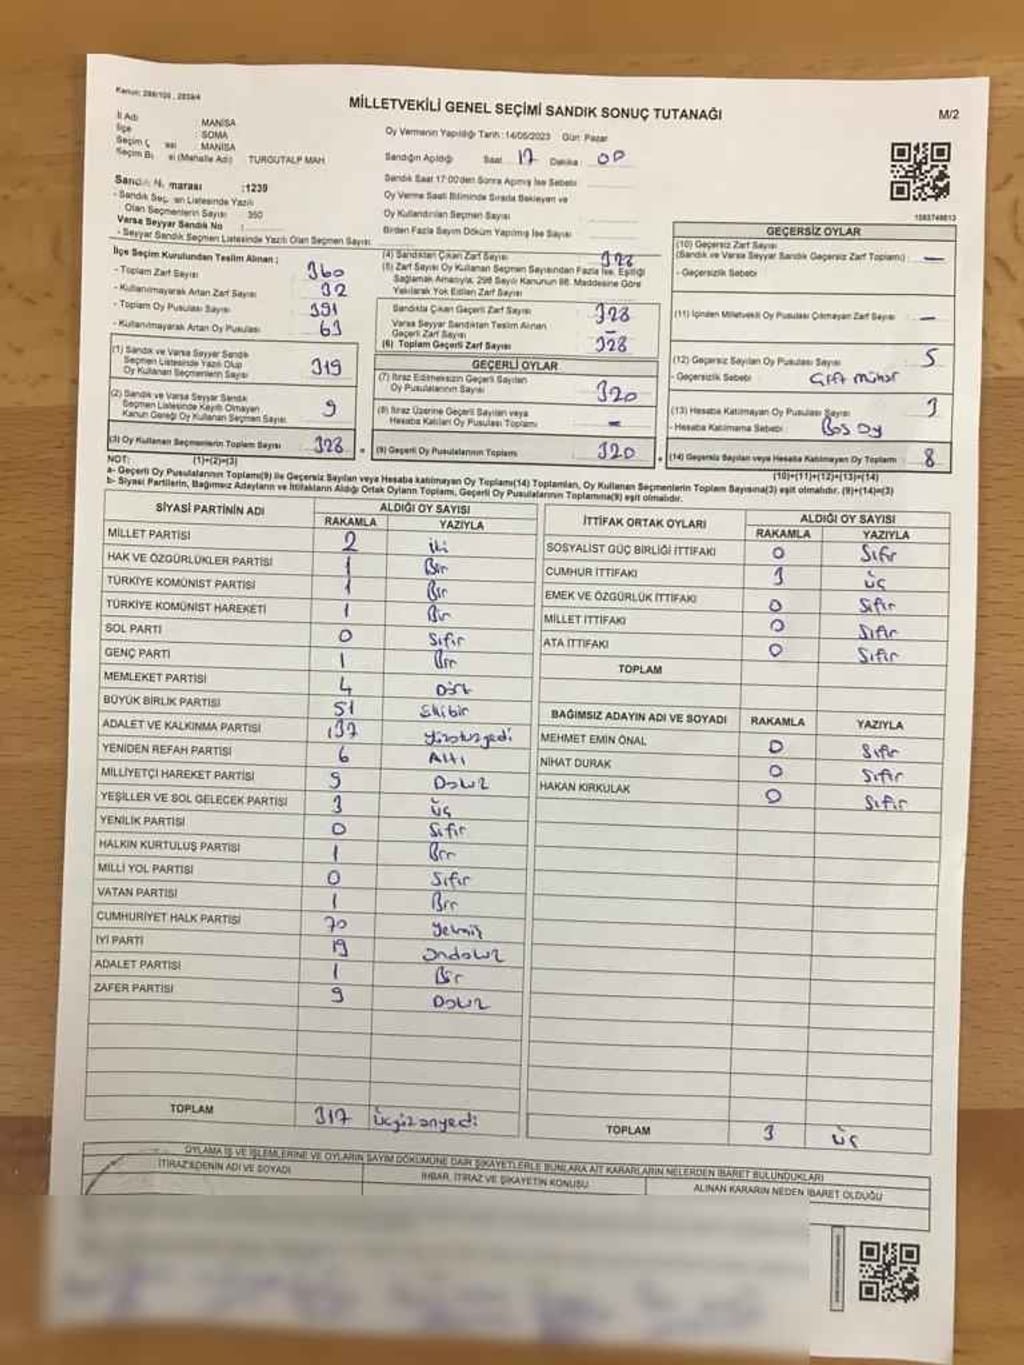 Kanun: 298/105 , 2839/4
MİLLETVEKİLİ GENEL SEÇİMİ SANDIK SONUÇ TUTANAĞI
M/2
İl Adı MANİSA
İlçe : SOMA
Seçim Ç MANİSA
Seçim B (Mahalle Adı) TURGUTALP MAH
Sandık Numarası :1239
- Sandık Seçmen Listesinde Yazılı
Olan Seçmenlerin Sayısı 350
Varsa Seyyar Sandık No :
- Seyyar Sandık Seçmen Listesinde Yazılı Olan Seçmen Sayısı
Oy Vermenin Yapıldığı Tarih :14/05/2023 Gün: Pazar
Sandığın Açıldığı Saat 17 Dakika : 00
Sandık Saat 17:00'den Sonra Açılmış İse Sebebi
Oy Verme Saati Bitiminde Sırada Bekleyen ve
Oy Kullandırılan Seçmen Sayısı
Birden Fazla Sayım Döküm Yapılmış İse Sayısı
1083746613
İlçe Seçim Kurulundan Teslim Alınan ;
- Toplam Zarf Sayısı 360
- Kullanılmayarak Artan Zarf Sayısı 32
- Toplam Oy Pusulası Sayısı 391
- Kullanılmayarak Artan Oy Pusulası 63
(1) Sandık ve Varsa Seyyar Sandık
Seçmen Listesinde Yazılı Olup
Oy Kullanan Seçmenlerin Sayısı 319
(2) Sandık ve Varsa Seyyar Sandık
Seçmen Listesinde Kayıtlı Olmayan
Kanun Gereği Oy Kullanan Seçmen Sayısı 9
(3) Oy Kullanan Seçmenlerin Toplam Sayısı 328
(4) Sandıktan Çıkan Zarf Sayısı 328
(5) Zarf Sayısı Oy Kullanan Seçmen Sayısından Fazla İse, Eşitliği
Sağlamak Amacıyla; 298 Sayılı Kanunun 98. Maddesine Göre
Yakılarak Yok Edilen Zarf Sayısı
Sandıkta Çıkan Geçerli Zarf Sayısı 328
Varsa Seyyar Sandıktan Teslim Alınan
Geçerli Zarf Sayısı –
(6) Toplam Geçerli Zarf Sayısı 328
GEÇERLİ OYLAR
(7) İtiraz Edilmeksizin Geçerli Sayılan
Oy Pusulalarının Sayısı 320
(8) İtiraz Üzerine Geçerli Sayılan veya
Hesaba Katılan Oy Pusulası Toplamı –
= (9) Geçerli Oy Pusulalarının Toplamı 320
GEÇERSİZ OYLAR
(10) Geçersiz Zarf Sayısı
(Sandık ve Varsa Seyyar Sandık Geçersiz Zarf Toplamı) –
- Geçersizlik Sebebi
(11) İçinden Milletvekili Oy Pusulası Çıkmayan Zarf Sayısı –
(12) Geçersiz Sayılan Oy Pusulası Sayısı 5
- Geçersizlik Sebebi Çift Mühür
(13) Hesaba Katılmayan Oy Pusulası Sayısı 3
- Hesaba Katılmama Sebebi : Boş Oy
+ (14) Geçersiz Sayılan veya Hesaba Katılmayan Oy Toplamı 8
NOT: (1)+(2)=(3) (10)+(11)+(12)+(13)=(14)
a- Geçerli Oy Pusulalarının Toplamı(9) ile Geçersiz Sayılan veya Hesaba katılmayan Oy Toplamı(14) Toplamları, Oy Kullanan Seçmenlerin Toplam Sayısına(3) eşit olmalıdır. (9)+(14)=(3)
b- Siyasi Partilerin, Bağımsız Adayların ve İttifakların Aldığı Ortak Oyların Toplamı, Geçerli Oy Pusulalarının Toplamına(9) eşit olmalıdır.
SİYASİ PARTİNİN ADI ALDIĞI OY SAYISI
RAKAMLA YAZIYLA
MİLLET PARTİSİ 2 iki
HAK VE ÖZGÜRLÜKLER PARTİSİ 1 Bir
TÜRKİYE KOMÜNİST PARTİSİ 1 Bir
TÜRKİYE KOMÜNİST HAREKETİ 1 Bir
SOL PARTİ 0 Sıfır
GENÇ PARTİ 1 Bir
MEMLEKET PARTİSİ 4 Dört
BÜYÜK BİRLİK PARTİSİ 51 Ellibir
ADALET VE KALKINMA PARTİSİ 137 Yüzotuzyedi
YENİDEN REFAH PARTİSİ 6 Altı
MİLLİYETÇİ HAREKET PARTİSİ 9 Dokuz
YEŞİLLER VE SOL GELECEK PARTİSİ 3 üç
YENİLİK PARTİSİ 0 Sıfır
HALKIN KURTULUŞ PARTİSİ 1 Bir
MİLLİ YOL PARTİSİ 0 Sıfır
VATAN PARTİSİ 1 Bir
CUMHURİYET HALK PARTİSİ 70 Yetmiş
İYİ PARTİ 19 Ondokuz
ADALET PARTİSİ 1 Bir
ZAFER PARTİSİ 9 Dokuz
TOPLAM 317 üçyüzonyedi
İTTİFAK ORTAK OYLARI ALDIĞI OY SAYISI
RAKAMLA YAZIYLA
SOSYALİST GÜÇ BİRLİĞİ İTTİFAKI 0 Sıfır
CUMHUR İTTİFAKI 3 üç
EMEK VE ÖZGÜRLÜK İTTİFAKI 0 Sıfır
MİLLET İTTİFAKI 0 Sıfır
ATA İTTİFAKI 0 Sıfır
TOPLAM
BAĞIMSIZ ADAYIN ADI VE SOYADI RAKAMLA YAZIYLA
MEHMET EMİN ÖNAL 0 Sıfır
NİHAT DURAK 0 Sıfır
HAKAN KIRKULAK 0 Sıfır
TOPLAM 3 üç
OYLAMA İŞ VE İŞLEMLERİNE VE OYLARIN SAYIM DÖKÜMÜNE DAİR ŞİKAYETLERLE BUNLARA AİT KARARLARIN NELERDEN İBARET BULUNDUKLARI
İTİRAZ EDENİN ADI VE SOYADI İHBAR, İTİRAZ VE ŞİKAYETİN KONUSU ALINAN KARARIN NEDEN İBARET OLDUĞU